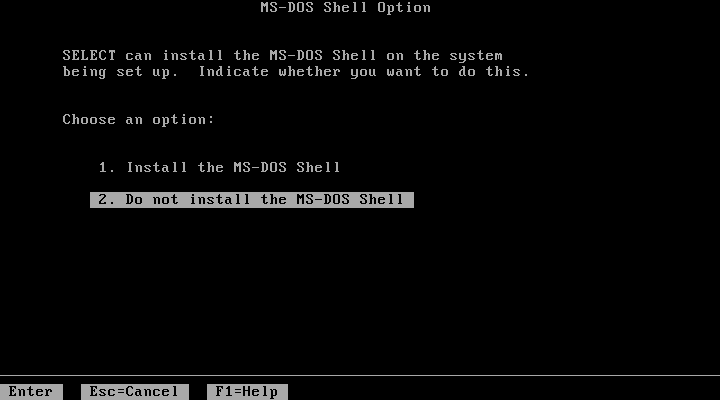 MS-DOS Shell Option
SELECT can install the MS-DOS Shell on the system
being set up.  Indicate whether you want to do this.
Choose an option:
1. Install the MS-DOS Shell
2. Do not install the MS-DOS Shell
Enter   Esc=Cancel   F1=Help